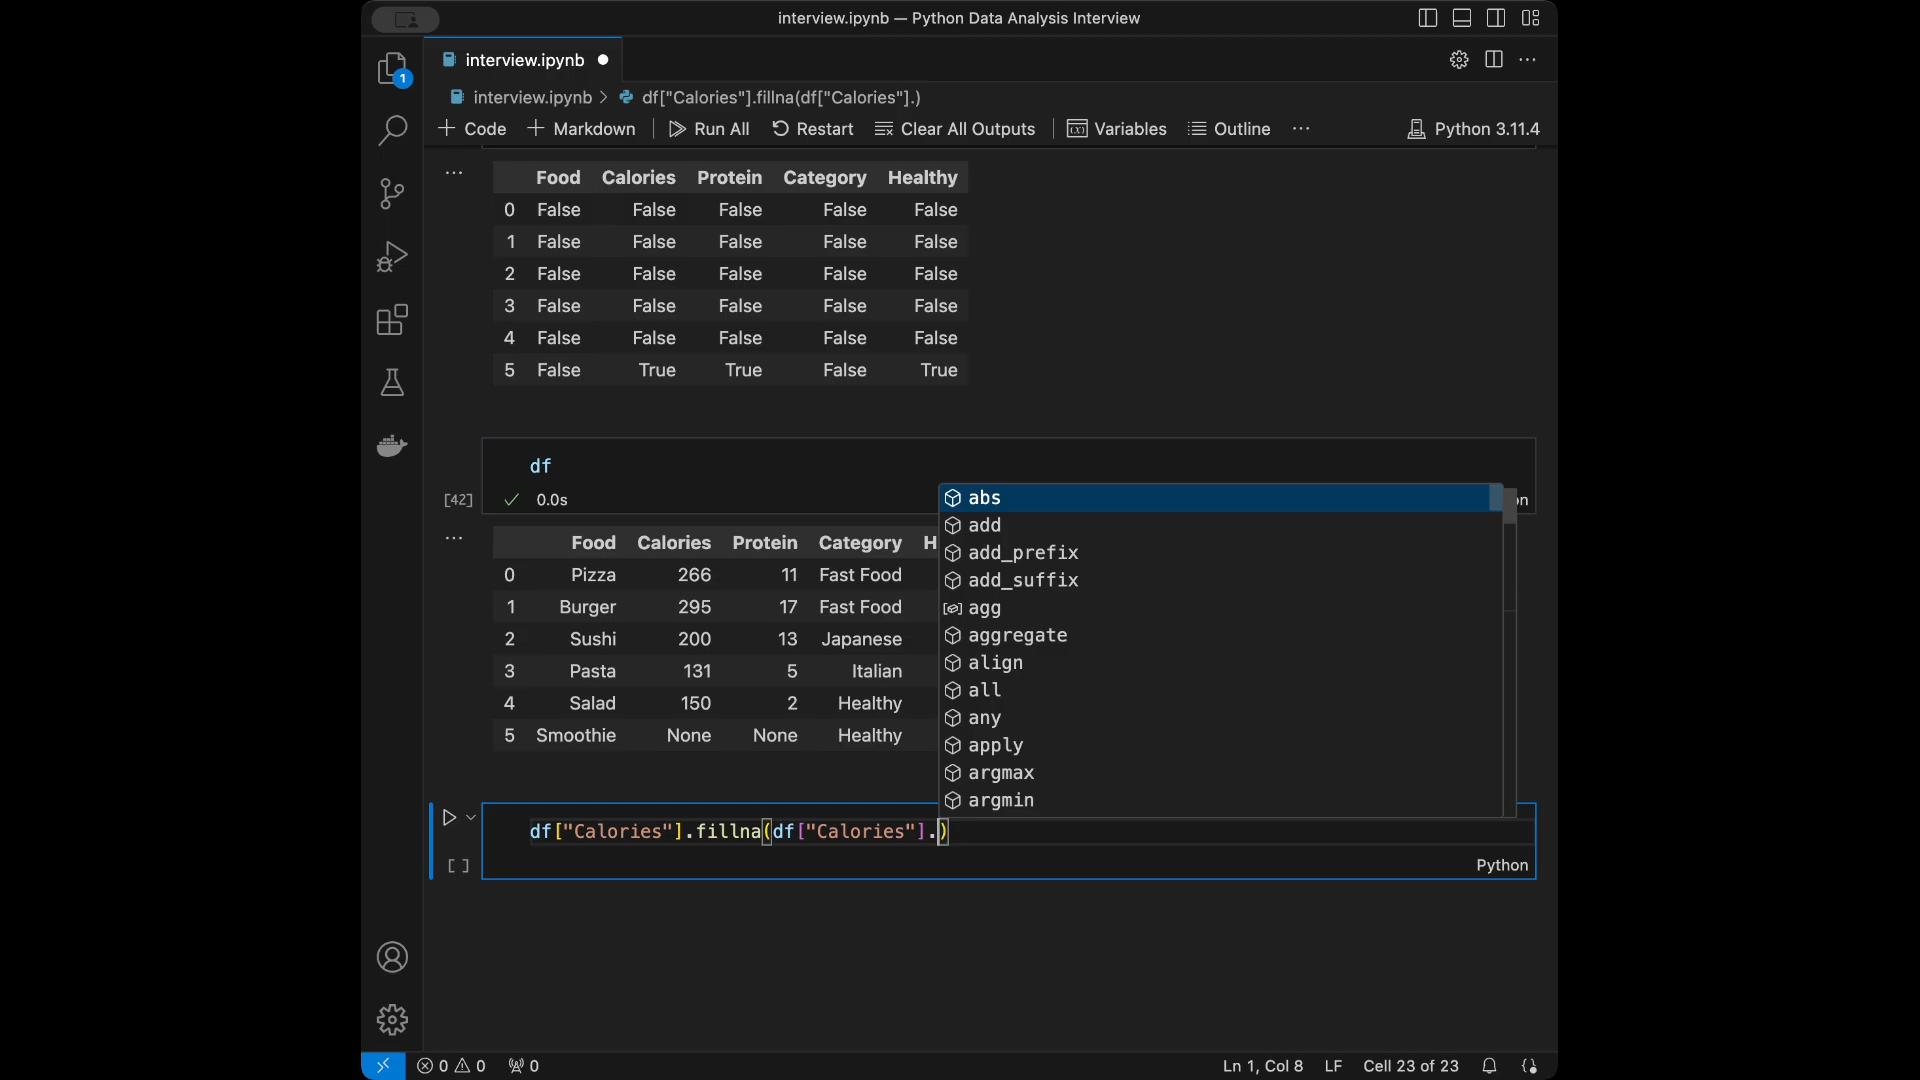 interview.ipynb — Python Data Analysis Interview
interview.ipynb
1
interview.ipynb > df["Calories"].fillna(df["Calories"].)
Code Markdown Run All Restart Clear All Outputs Variables Outline ... Python 3.11.4
Food Calories Protein Category Healthy
0 False False False False False
1 False False False False False
2 False False False False False
3 False False False False False
4 False False False False False
5 False True True False True
df
[42] 0.0s
Food Calories Protein Category H
0 Pizza 266 11 Fast Food
1 Burger 295 17 Fast Food
2 Sushi 200 13 Japanese
3 Pasta 131 5 Italian
4 Salad 150 2 Healthy
5 Smoothie None None Healthy
abs
add
add_prefix
add_suffix
agg
aggregate
align
all
any
apply
argmax
argmin
on
df["Calories"].fillna(df["Calories"].)
[ ] Python
0 0 0 Ln 1, Col 8 LF Cell 23 of 23